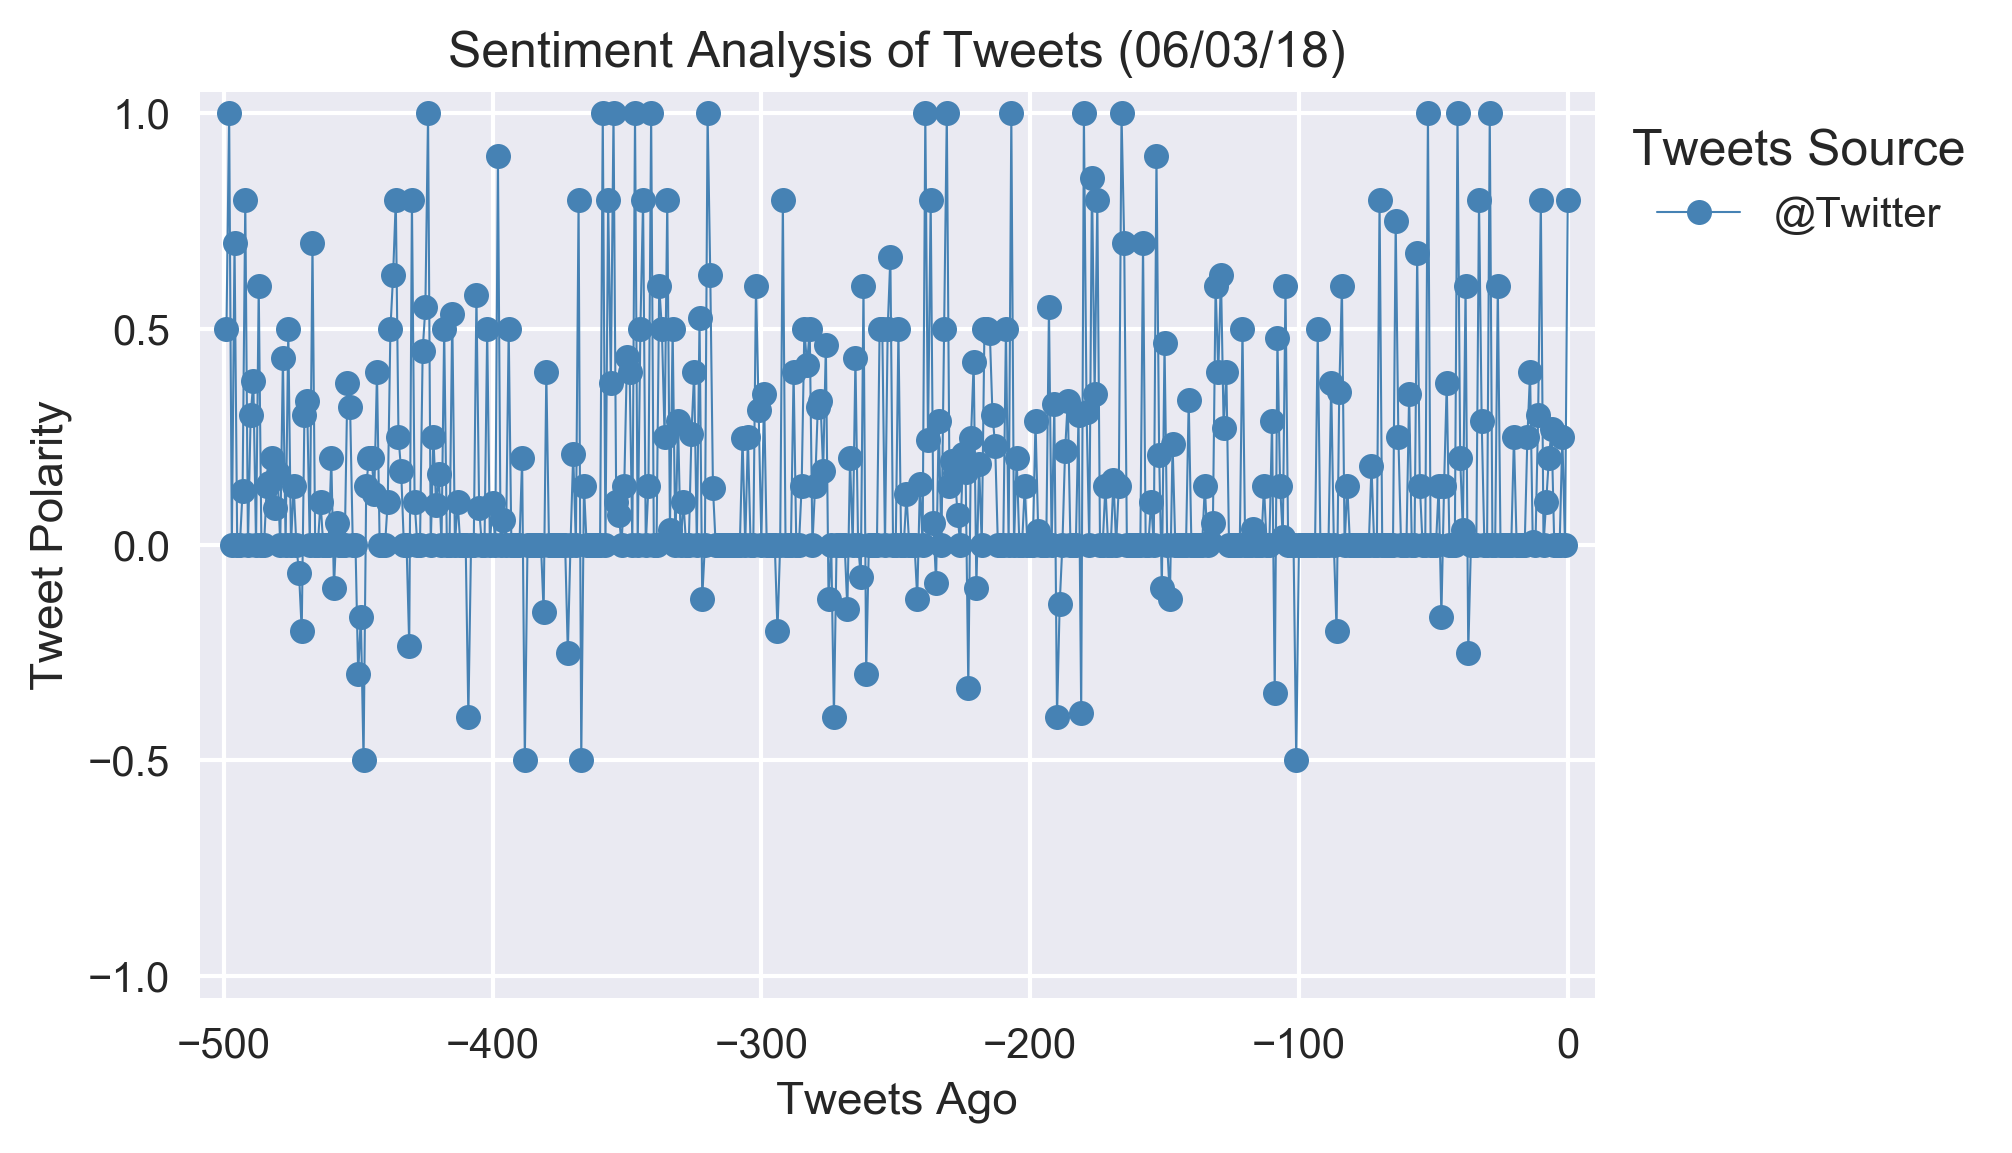 Sentiment Analysis of Tweets (06/03/18)
Tweets Source
@Twitter
Tweet Polarity
1.0
0.5
0.0
−0.5
−1.0
−500
−400
−300
−200
−100
0
Tweets Ago